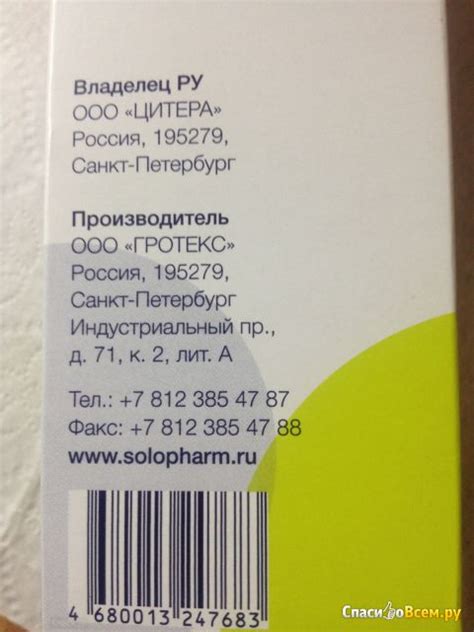 Владелец РУ
ООО «ЦИТЕРА»
Россия, 195279,
Санкт-Петербург
Производитель
ООО «ГРОТЕКС»
Россия, 195279,
Санкт-Петербург
Индустриальный пр.,
д. 71, к. 2, лит. А
Тел.: +7 812 385 47 87
Факс: +7 812 385 47 88
www.solopharm.ru
4 680013 247683
СпасибоВсем.ру